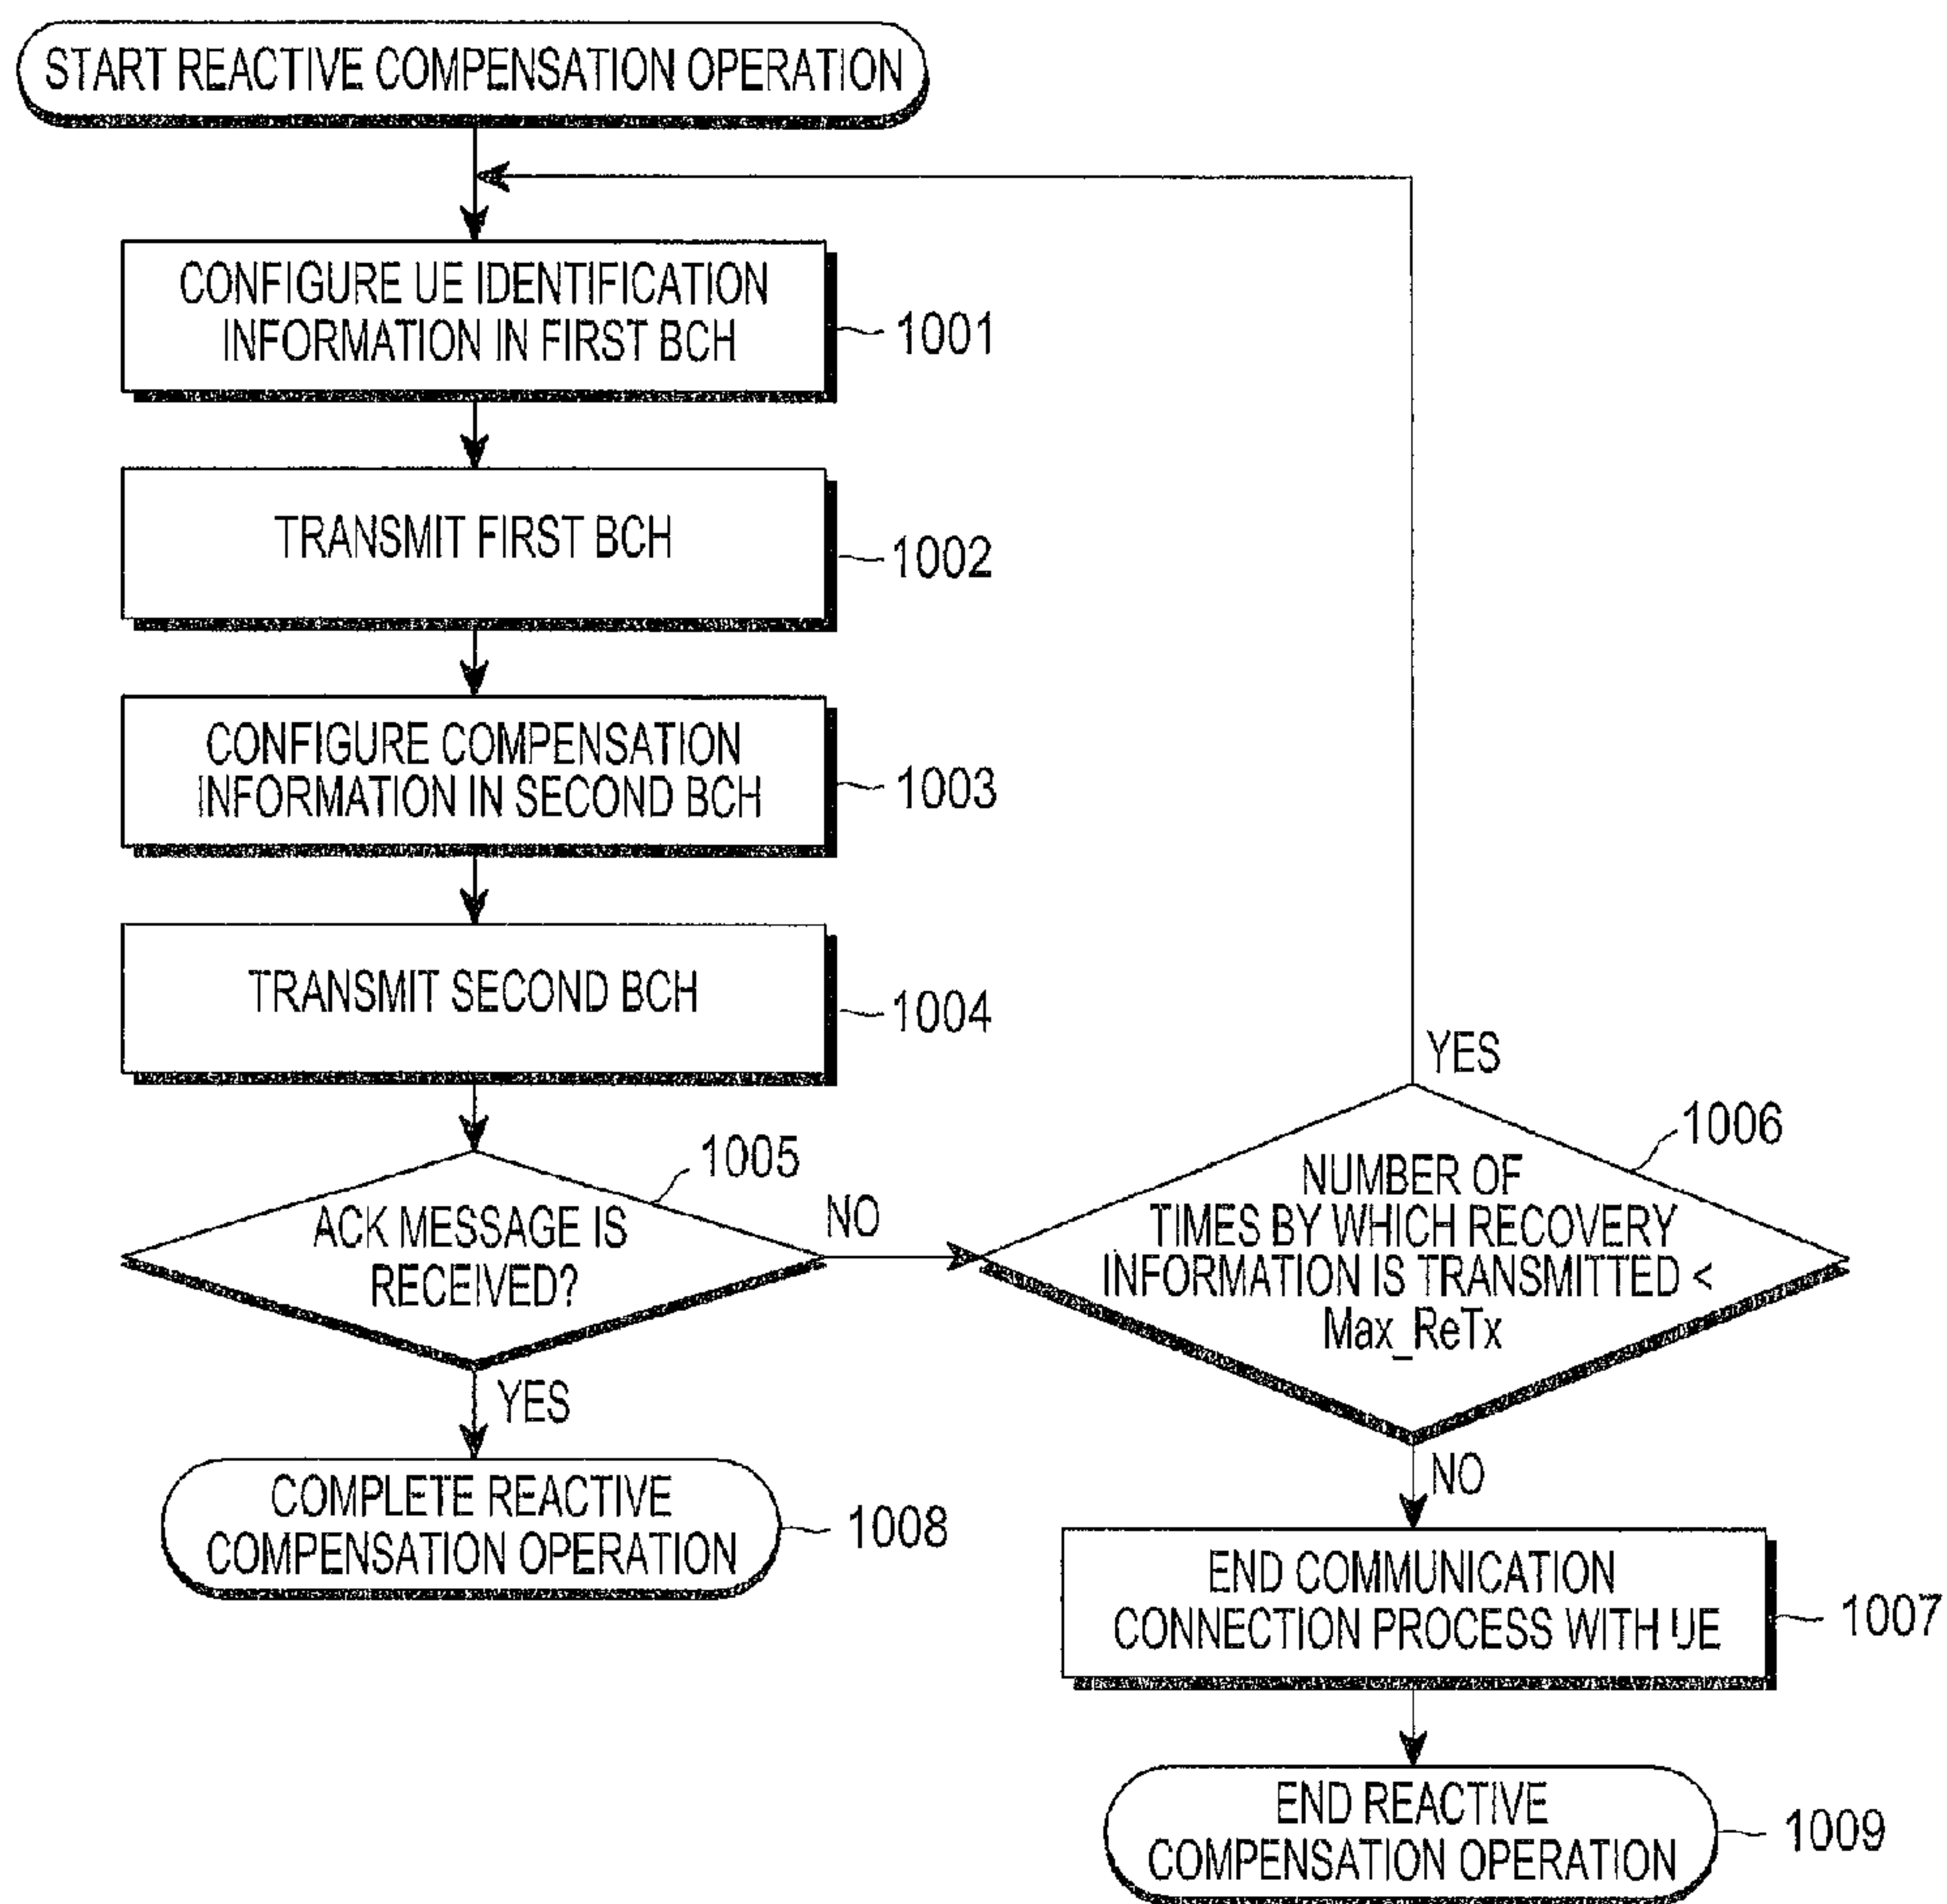 START REACTIVE COMPENSATION OPERATION
CONFIGURE UE IDENTIFICATION
INFORMATION IN FIRST BCH
1001
TRANSMIT FIRST BCH
1002
CONFIGURE COMPENSATION
INFORMATION IN SECOND BCH
1003
TRANSMIT SECOND BCH
1004
1005
ACK MESSAGE IS
RECEIVED?
NO
YES
YES
1006
NUMBER OF
TIMES BY WHICH RECOVERY
INFORMATION IS TRANSMITTED <
Max_ReTx
NO
COMPLETE REACTIVE
COMPENSATION OPERATION
1008
END COMMUNICATION
CONNECTION PROCESS WITH UE
1007
END REACTIVE
COMPENSATION OPERATION
1009